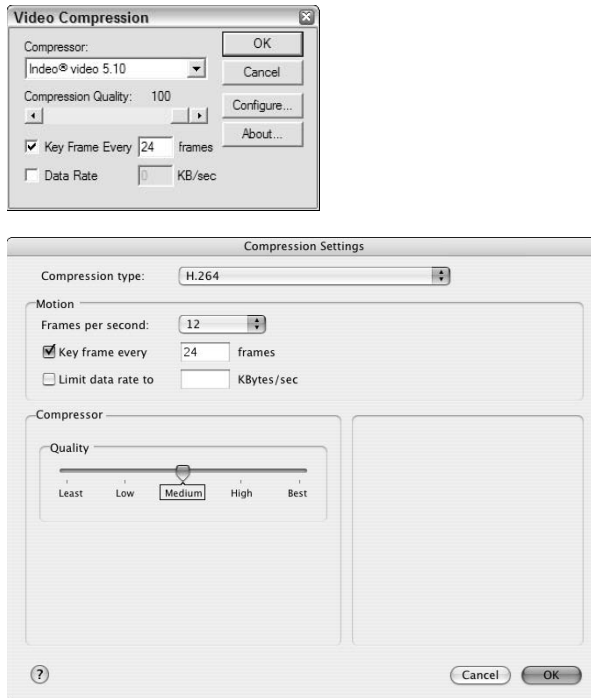 Video Compression
Compressor:
OK
Indeo® video 5.10
Cancel
Compression Quality: 100
Configure...
About...
Key Frame Every 24 frames
Data Rate 0 KB/sec
Compression Settings
Compression type: H.264
Motion
Frames per second: 12
Key frame every 24 frames
Limit data rate to KBytes/sec
Compressor
Quality
Least Low Medium High Best
? Cancel OK